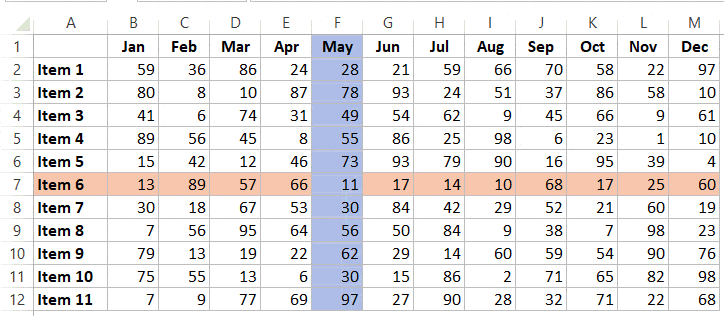 A B C D E F G H I J K L M
1 Jan Feb Mar Apr May Jun Jul Aug Sep Oct Nov Dec
2 Item 1 59 36 86 24 28 21 59 66 70 58 22 97
3 Item 2 80 8 10 87 78 93 24 51 37 86 58 10
4 Item 3 41 6 74 31 49 54 62 9 45 66 9 61
5 Item 4 89 56 45 8 55 86 25 98 6 23 1 10
6 Item 5 15 42 12 46 73 93 79 90 16 95 39 4
7 Item 6 13 89 57 66 11 17 14 10 68 17 25 60
8 Item 7 30 18 67 53 30 84 42 29 52 21 60 19
9 Item 8 7 56 95 64 56 50 84 9 38 7 98 23
10 Item 9 79 13 19 22 62 29 14 60 59 54 90 76
11 Item 10 75 55 13 6 30 15 86 2 71 65 82 98
12 Item 11 7 9 77 69 97 27 90 28 32 71 22 68